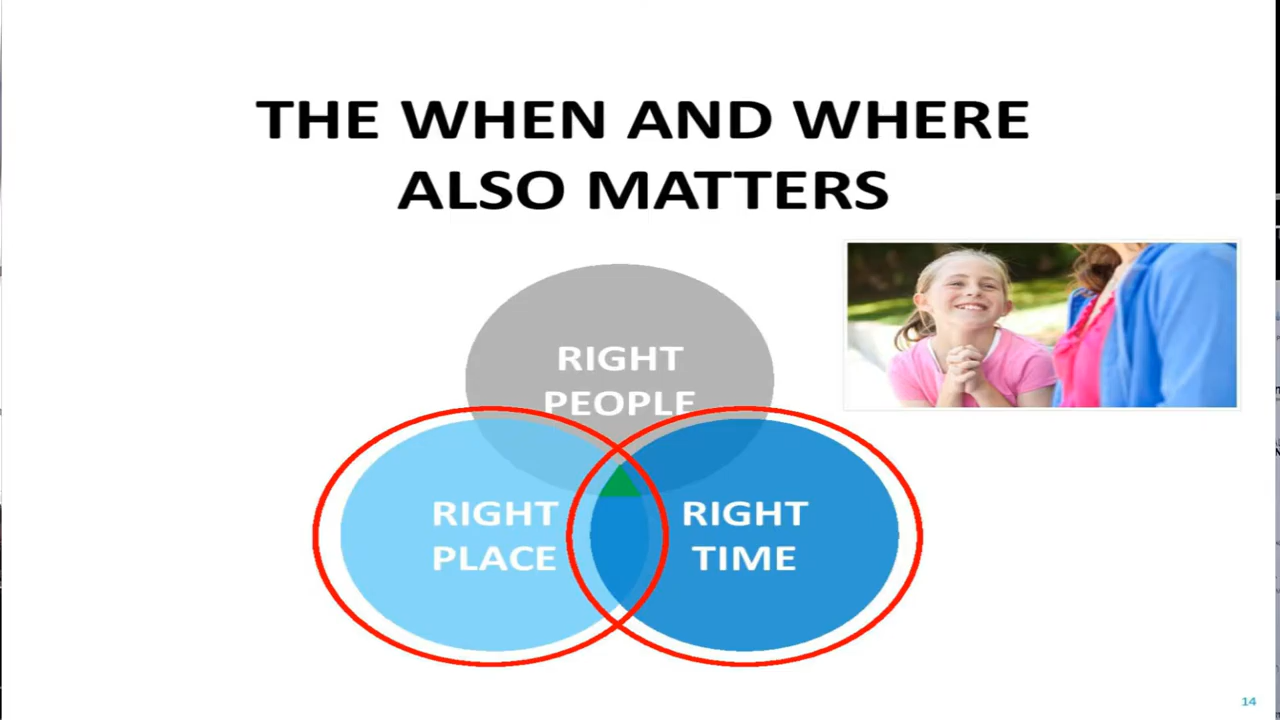 THE WHEN AND WHERE
ALSO MATTERS
RIGHT
PEOPLE
RIGHT
PLACE
RIGHT
TIME
14